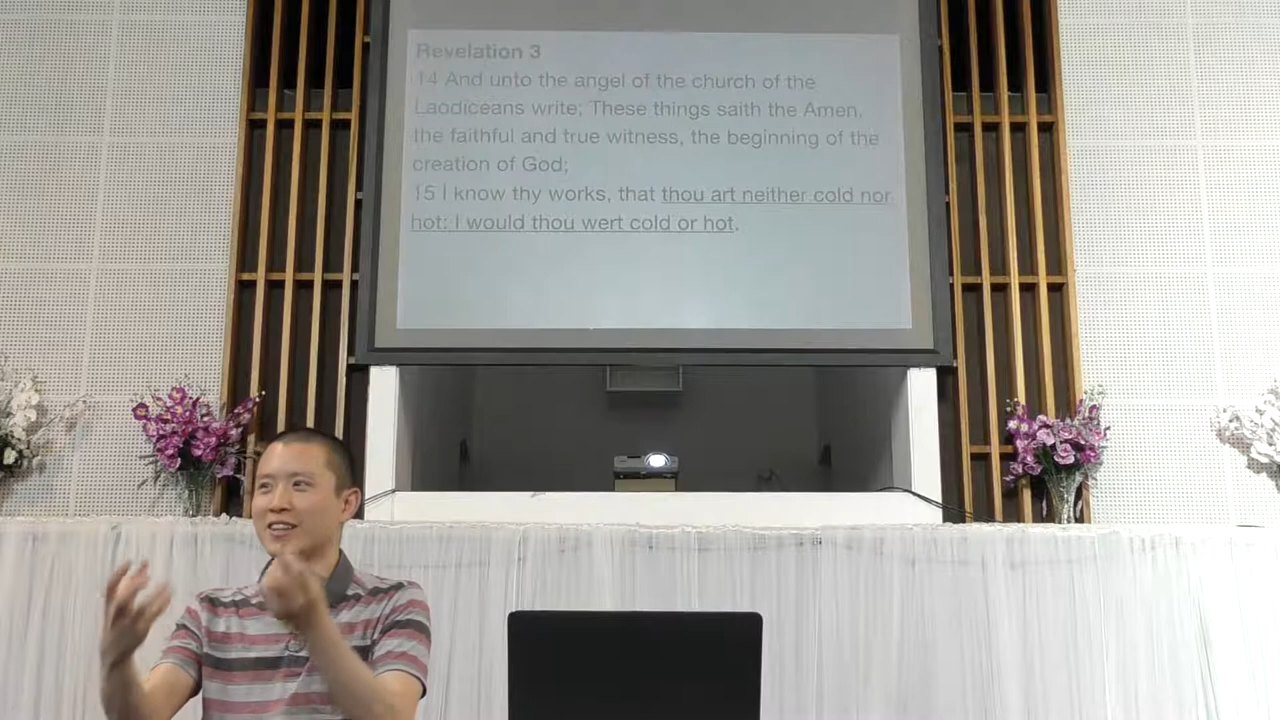 Revelation 3
14 And unto the angel of the church of the
Laodiceans write; These things saith the Amen,
the faithful and true witness, the beginning of the
creation of God;
15 I know thy works, that thou art neither cold nor
hot: I would thou wert cold or hot.